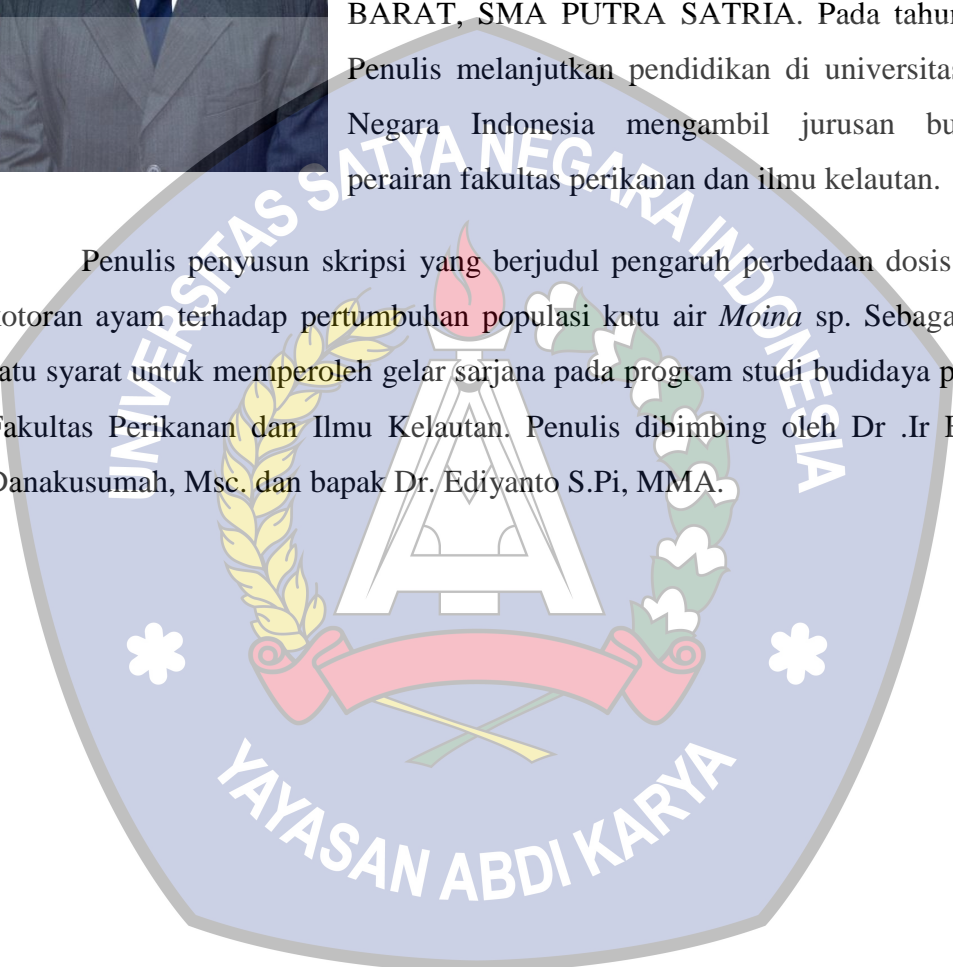 BARAT, SMA PUTRA SATRIA. Pada tahun
Penulis melanjutkan pendidikan di universitas
Negara Indonesia mengambil jurusan bu
perairan fakultas perikanan dan ilmu kelautan.
Penulis penyusun skripsi yang berjudul pengaruh perbedaan dosis
kotoran ayam terhadap pertumbuhan populasi kutu air Moina sp. Sebaga
atu syarat untuk memperoleh gelar sarjana pada program studi budidaya p
Fakultas Perikanan dan Ilmu Kelautan. Penulis dibimbing oleh Dr .Ir E
Danakusumah, Msc. dan bapak Dr. Ediyanto S.Pi, MMA.
UNIVERSITAS SATYA NEGARA INDONESIA
YAYASAN ABDI KARYA